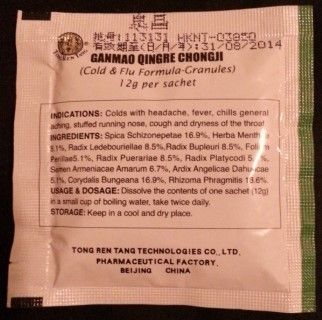 批号:113111 HKNT-03850
有效期至(日/月/年):31/08/2014
GANMAO QINGRE CHONGJI
(Cold & Flu Formula-Granules)
12g per sachet
INDICATIONS: Colds with headache, fever, chills general
aching, stuffed running nose, cough and dryness of the throat
INGREDIENTS: Spica Schizonepetae 16.9%, Herba Menthae
5.1%, Radix Ledebouriellae 8.5%, Radix Bupleuri 8.5%, Folium
Perillae5.1%, Radix Puerariae 8.5%, Radix Platycodi 5.1%,
Semen Armeniacae Amarum 6.7%, Ardix Angelicae Dahuricae
5.1%, Corydalis Bungeana 16.9%, Rhizoma Phragmitis 13.6%.
USAGE & DOSAGE: Dissolve the contents of one sachet (12g)
in a small cup of boiling water, take twice daily.
STORAGE: Keep in a cool and dry place.
TONG REN TANG TECHNOLOGIES CO., LTD.
PHARMACEUTICAL FACTORY.
BEIJING CHINA